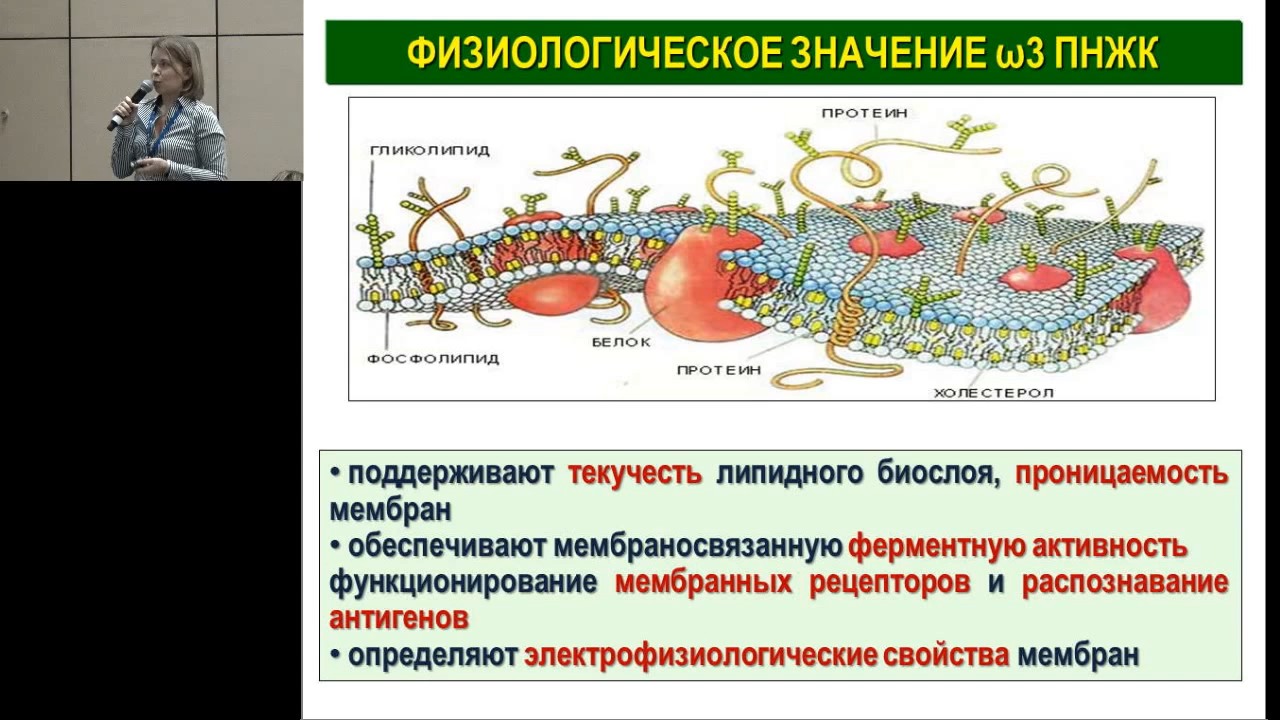 ФИЗИОЛОГИЧЕСКОЕ ЗНАЧЕНИЕ ω3 ПНЖК
ПРОТЕИН
ГЛИКОЛИПИД
БЕЛОК
ФОСФОЛИПИД
ПРОТЕИН
ХОЛЕСТЕРОЛ
• поддерживают текучесть липидного биослоя, проницаемость
мембран
• обеспечивают мембраносвязанную ферментную активность
функционирование мембранных рецепторов и распознавание
антигенов
• определяют электрофизиологические свойства мембран